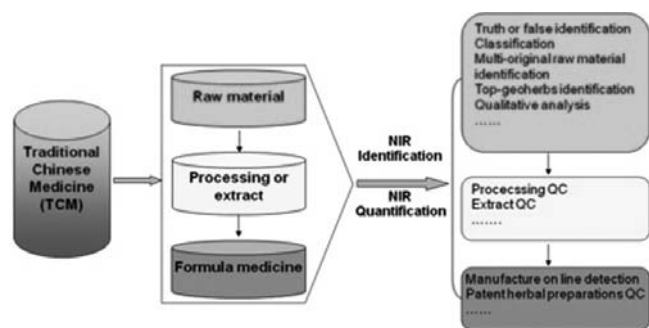 Traditional
Chinese
Medicine
(TCM)
Raw material
Processing or
extract
Formula medicine
NIR
Identification
NIR
Quantification
Truth or false identification
Classification
Multi-original raw material
identification
Top-geoherbs identification
Qualitative analysis
……
Procecssing QC
Extract QC
…….
Manufacture on line detection
Patent herbal preparations QC
……